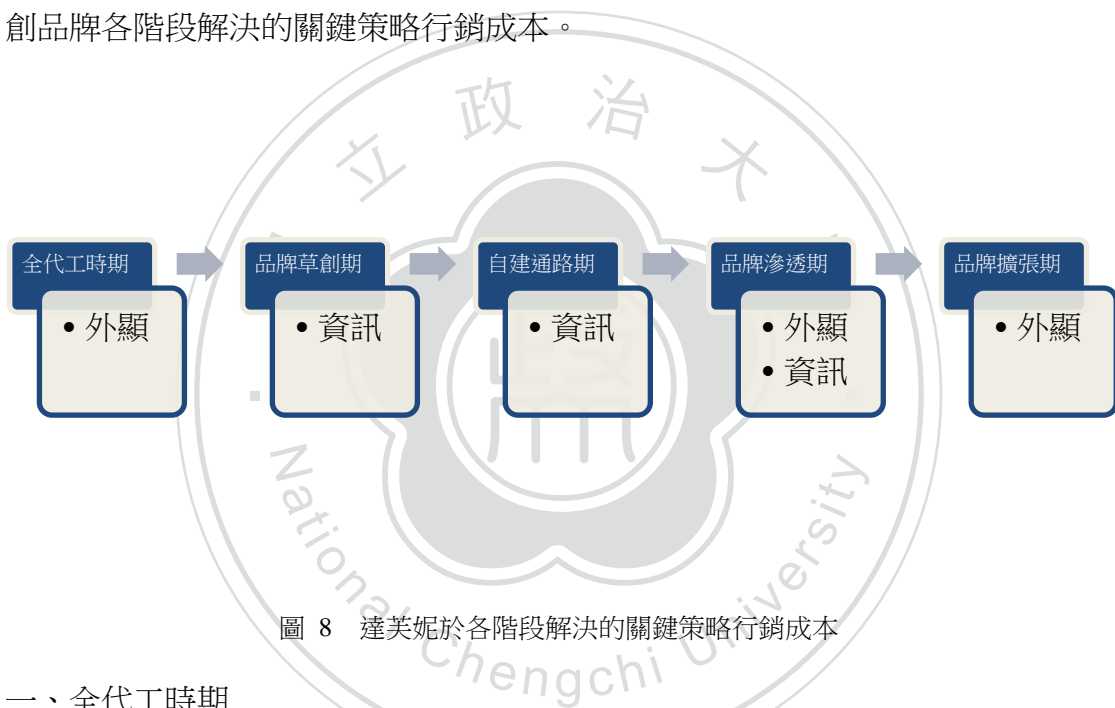 創品牌各階段解決的關鍵策略行銷成本。
立政治大
全代工時期
• 外顯
品牌草創期
• 資訊
自建通路期
• 資訊
品牌滲透期
• 外顯
• 資訊
品牌擴張期
• 外顯
National Chengchi University
圖 8 達芙妮於各階段解決的關鍵策略行銷成本
一、全代工時期